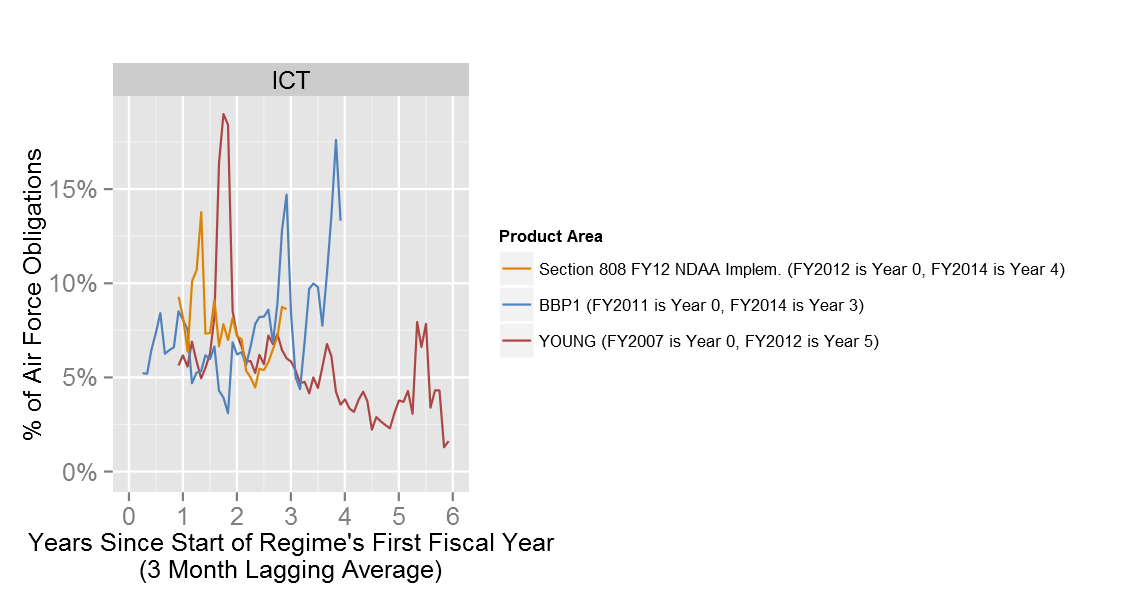 ICT
% of Air Force Obligations
15%
10%
5%
0%
0 1 2 3 4 5 6
Years Since Start of Regime's First Fiscal Year
(3 Month Lagging Average)
Product Area
Section 808 FY12 NDAA Implem. (FY2012 is Year 0, FY2014 is Year 4)
BBP1 (FY2011 is Year 0, FY2014 is Year 3)
YOUNG (FY2007 is Year 0, FY2012 is Year 5)